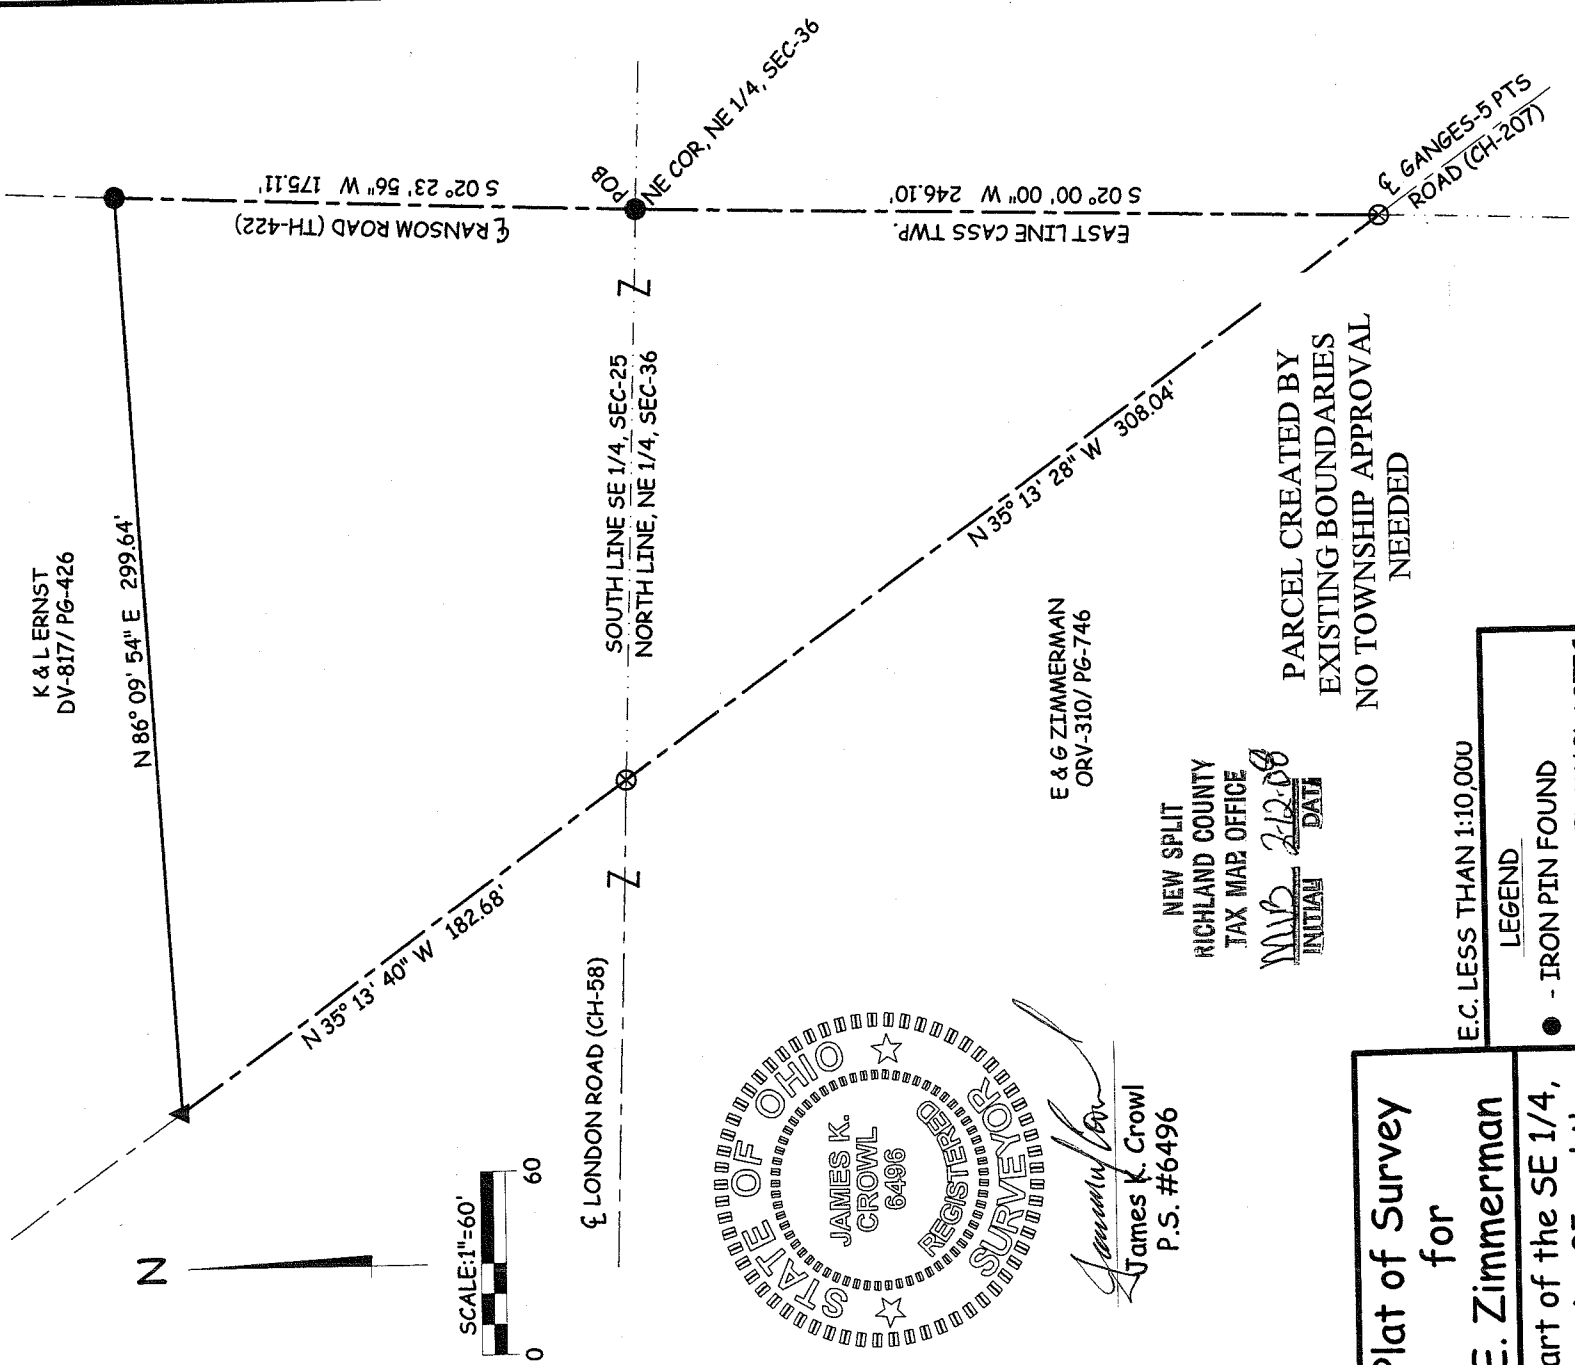 K & L ERNST
DV-817/ PG-426
N 86° 09' 54" E 299.64'
S 02° 23' 56" W 175.11'
℄ RANSOM ROAD (TH-422)
POB
NE COR, NE 1/4, SEC-36
SOUTH LINE SE 1/4, SEC-25
NORTH LINE, NE 1/4, SEC-36
Z
Z
S 02° 00' 00" W 246.10'
EAST LINE CASS TWP.
℄ GANGES-5 PTS
ROAD (CH-207)
N 35° 13' 28" W 308.04'
N 35° 13' 40" W 182.68'
℄ LONDON ROAD (CH-58)
N
SCALE:1"=60'
0 60
E & G ZIMMERMAN
ORV-310/ PG-746
PARCEL CREATED BY
EXISTING BOUNDARIES
NO TOWNSHIP APPROVAL
NEEDED
NEW SPLIT
RICHLAND COUNTY
TAX MAP OFFICE
MVB 2-12-08
INITIAL DATE
STATE OF OHIO
JAMES K.
CROWL
6496
REGISTERED
SURVEYOR
James K. Crowl
P.S. #6496
E.C. LESS THAN 1:10,000
LEGEND
● - IRON PIN FOUND
Plat of Survey
for
E. Zimmerman
art of the SE 1/4,